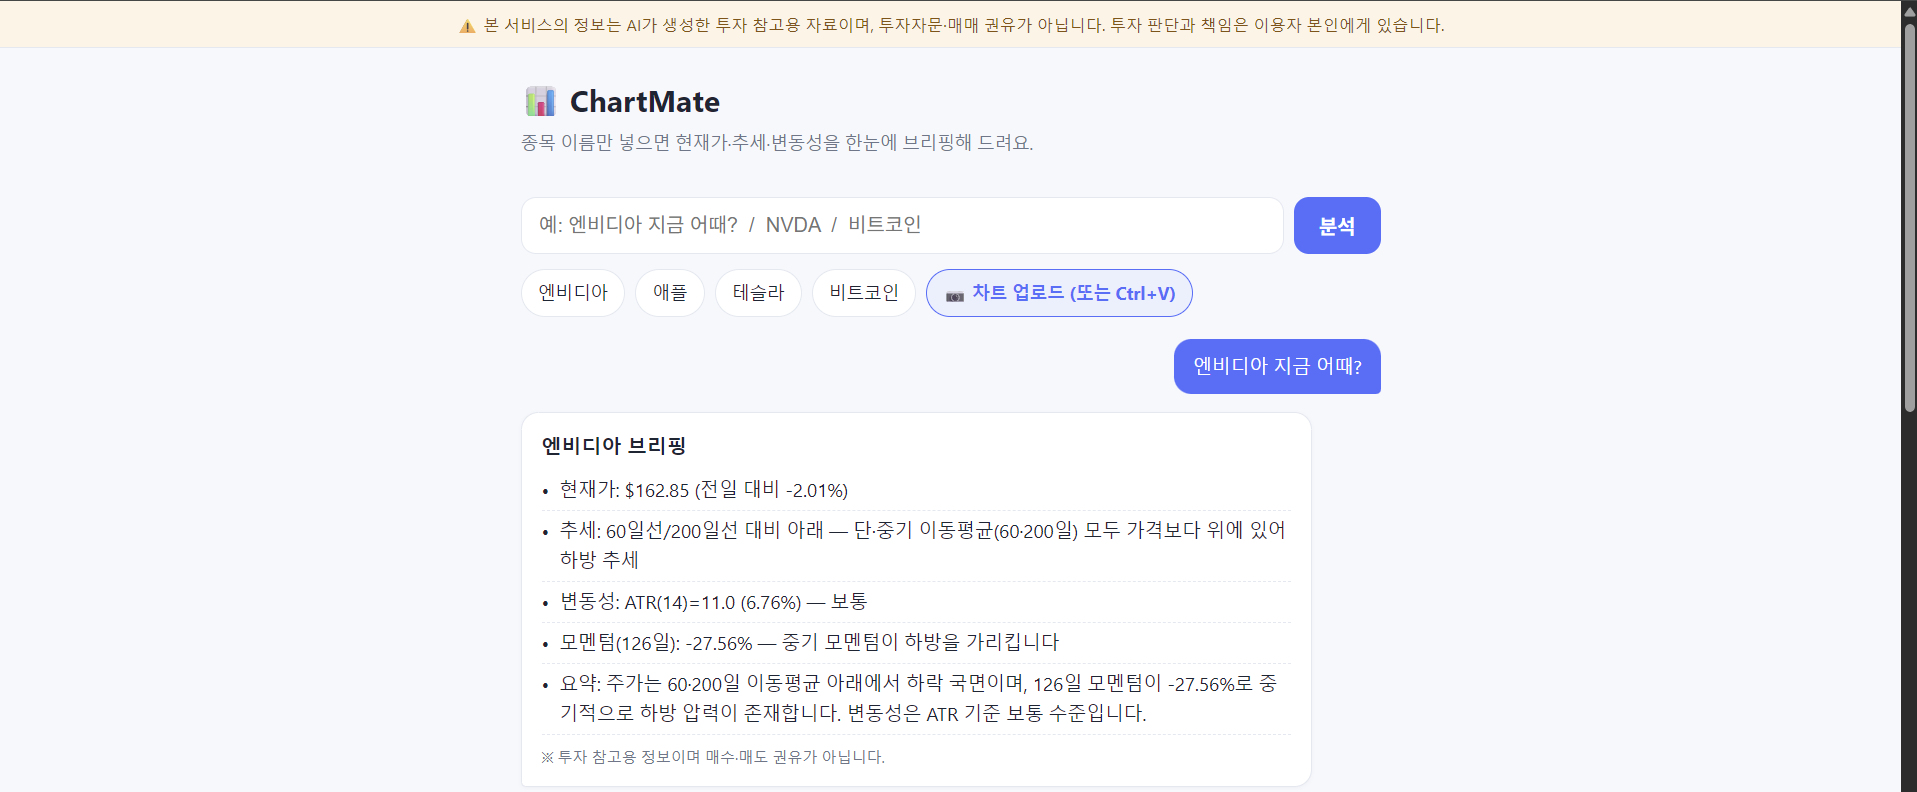 ⚠️ 본 서비스의 정보는 AI가 생성한 투자 참고용 자료이며, 투자자문·매매 권유가 아닙니다. 투자 판단과 책임은 이용자 본인에게 있습니다.
ChartMate
종목 이름만 넣으면 현재가·추세·변동성을 한눈에 브리핑해 드려요.
예: 엔비디아 지금 어때? / NVDA / 비트코인
분석
엔비디아
애플
테슬라
비트코인
차트 업로드 (또는 Ctrl+V)
엔비디아 지금 어때?
엔비디아 브리핑
• 현재가: $162.85 (전일 대비 -2.01%)
• 추세: 60일선/200일선 대비 아래 — 단·중기 이동평균(60·200일) 모두 가격보다 위에 있어
하방 추세
• 변동성: ATR(14)=11.0 (6.76%) — 보통
• 모멘텀(126일): -27.56% — 중기 모멘텀이 하방을 가리킵니다
• 요약: 주가는 60·200일 이동평균 아래에서 하락 국면이며, 126일 모멘텀이 -27.56%로 중
기적으로 하방 압력이 존재합니다. 변동성은 ATR 기준 보통 수준입니다.
※ 투자 참고용 정보이며 매수·매도 권유가 아닙니다.